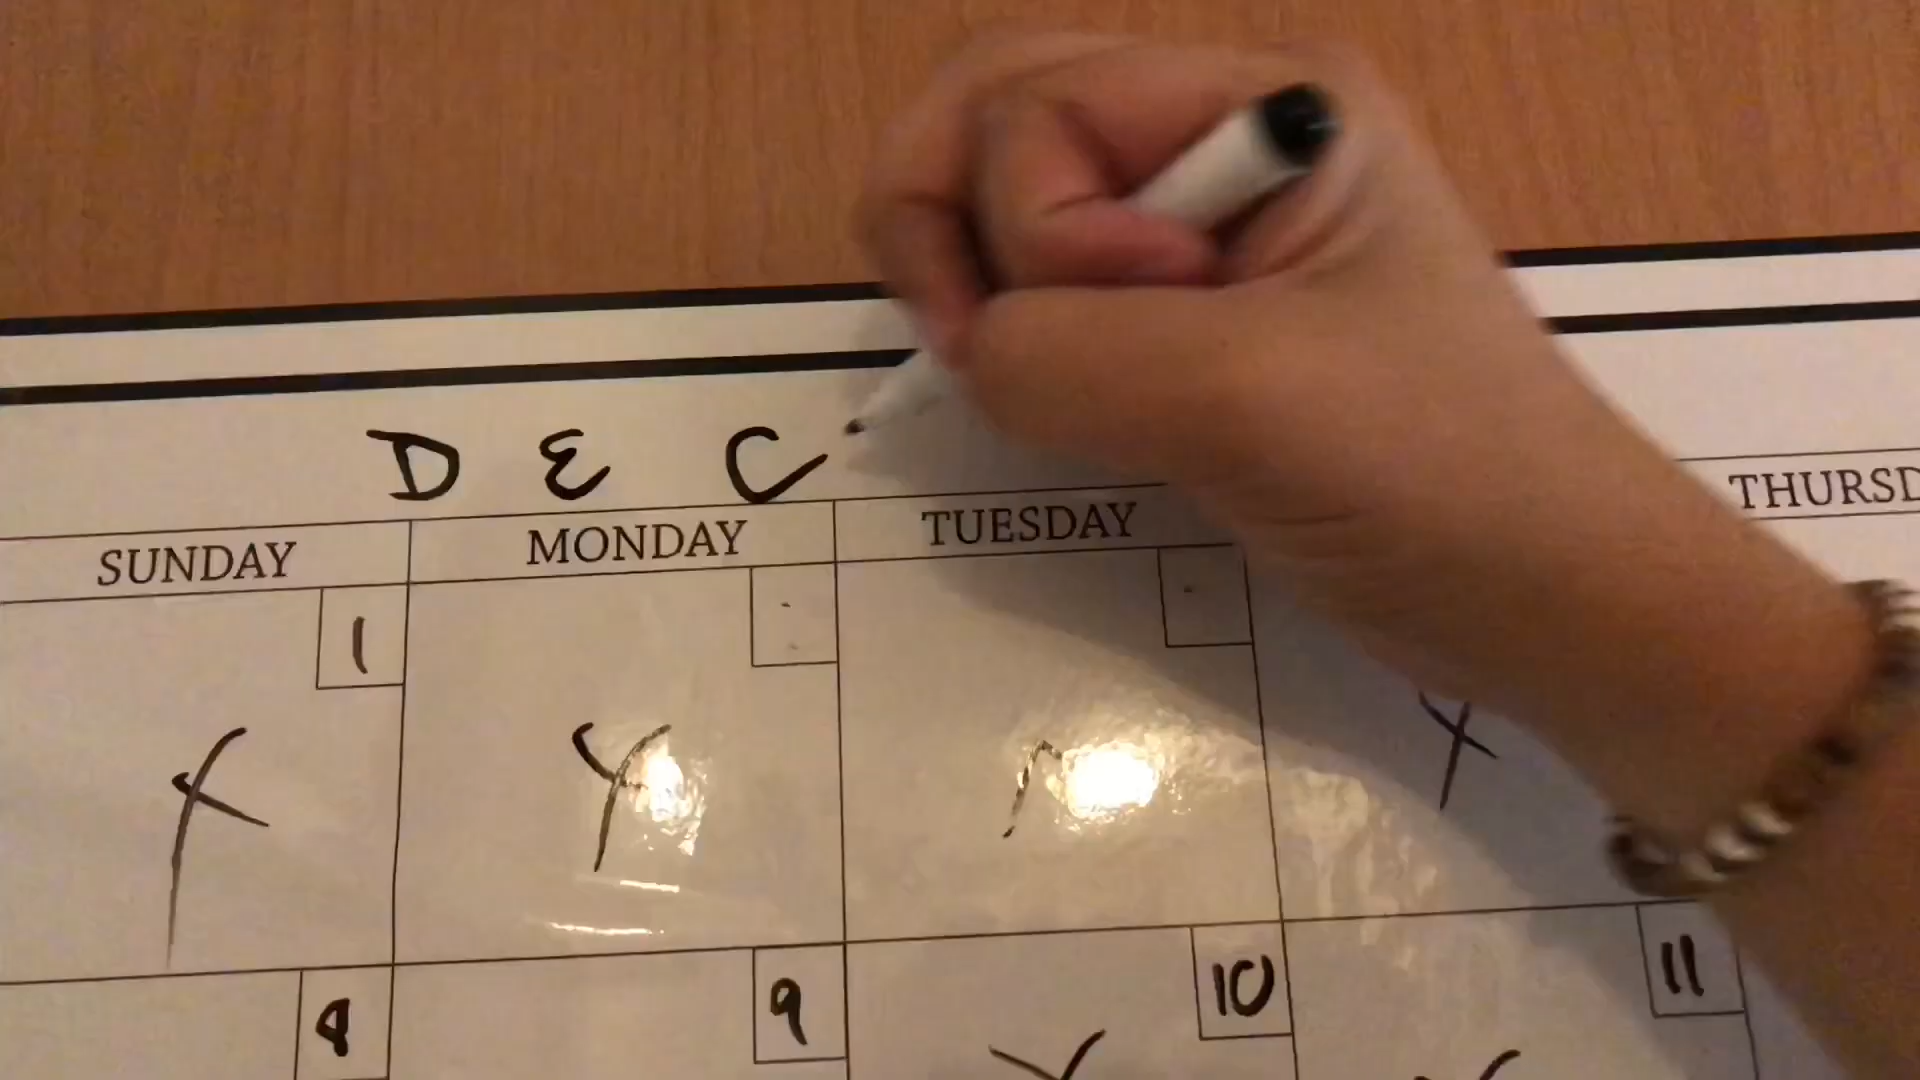 D E C
SUNDAY MONDAY TUESDAY THURSD
1
X X X
8 9 10 11